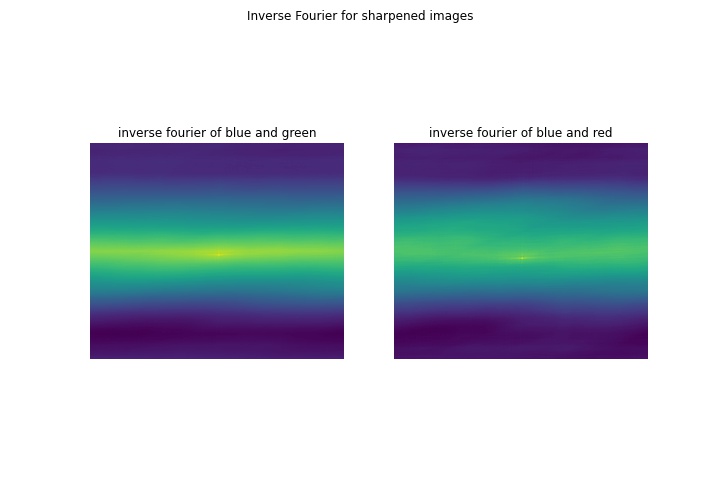 Inverse Fourier for sharpened images
inverse fourier of blue and green
inverse fourier of blue and red